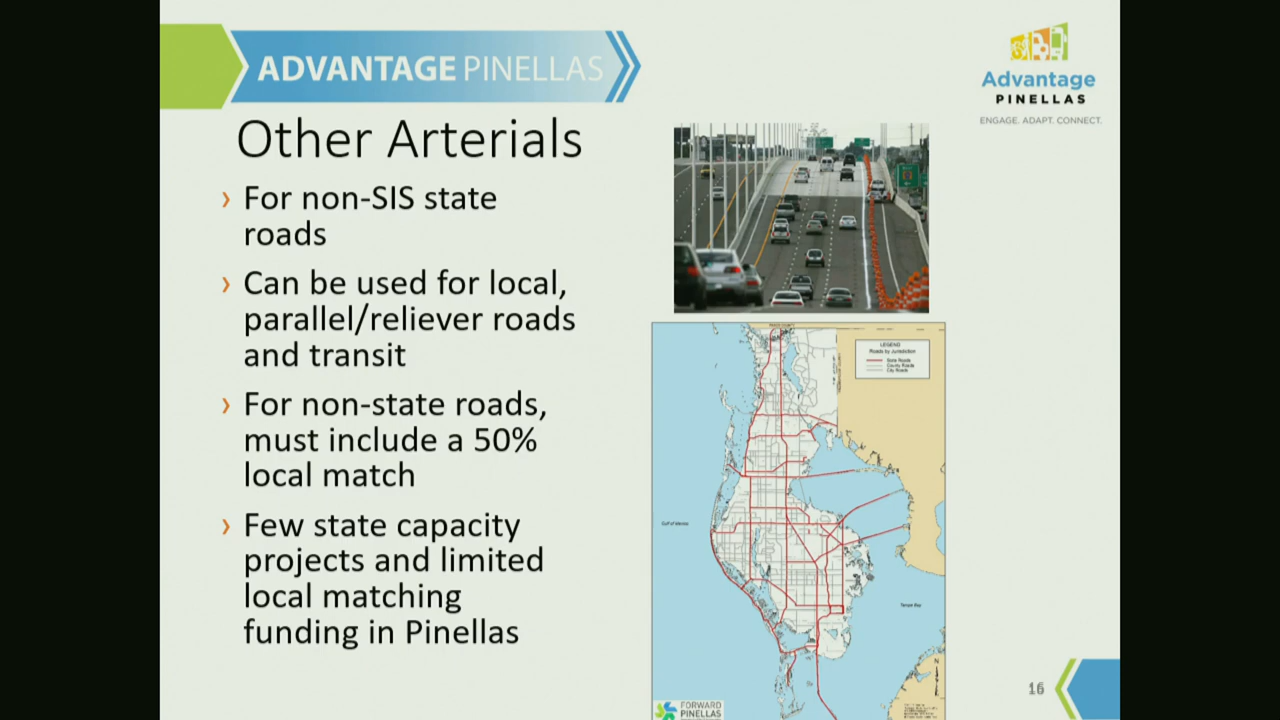 ADVANTAGE PINELLAS
Advantage
PINELLAS
ENGAGE. ADAPT. CONNECT.
Other Arterials
› For non-SIS state
roads
› Can be used for local,
parallel/reliever roads
and transit
› For non-state roads,
must include a 50%
local match
› Few state capacity
projects and limited
local matching
funding in Pinellas
LEGEND
Roads by Jurisdiction
State Roads
County Roads
City Roads
Gulf of Mexico
Tampa Bay
N
FORWARD
PINELLAS
16